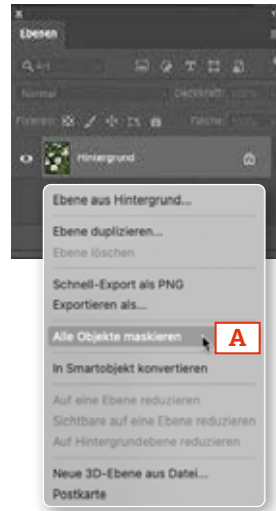 Ebenen
Art
Normal
Deckkraft:
Fixieren:
Fläche:
Hintergrund
Ebene aus Hintergrund...
Ebene duplizieren...
Ebene löschen
Schnell-Export als PNG
Exportieren als...
Alle Objekte maskieren
A
In Smartobjekt konvertieren
Auf eine Ebene reduzieren
Sichtbare auf eine Ebene reduzieren
Auf Hintergrundebene reduzieren
Neue 3D-Ebene aus Datei...
Postkarte